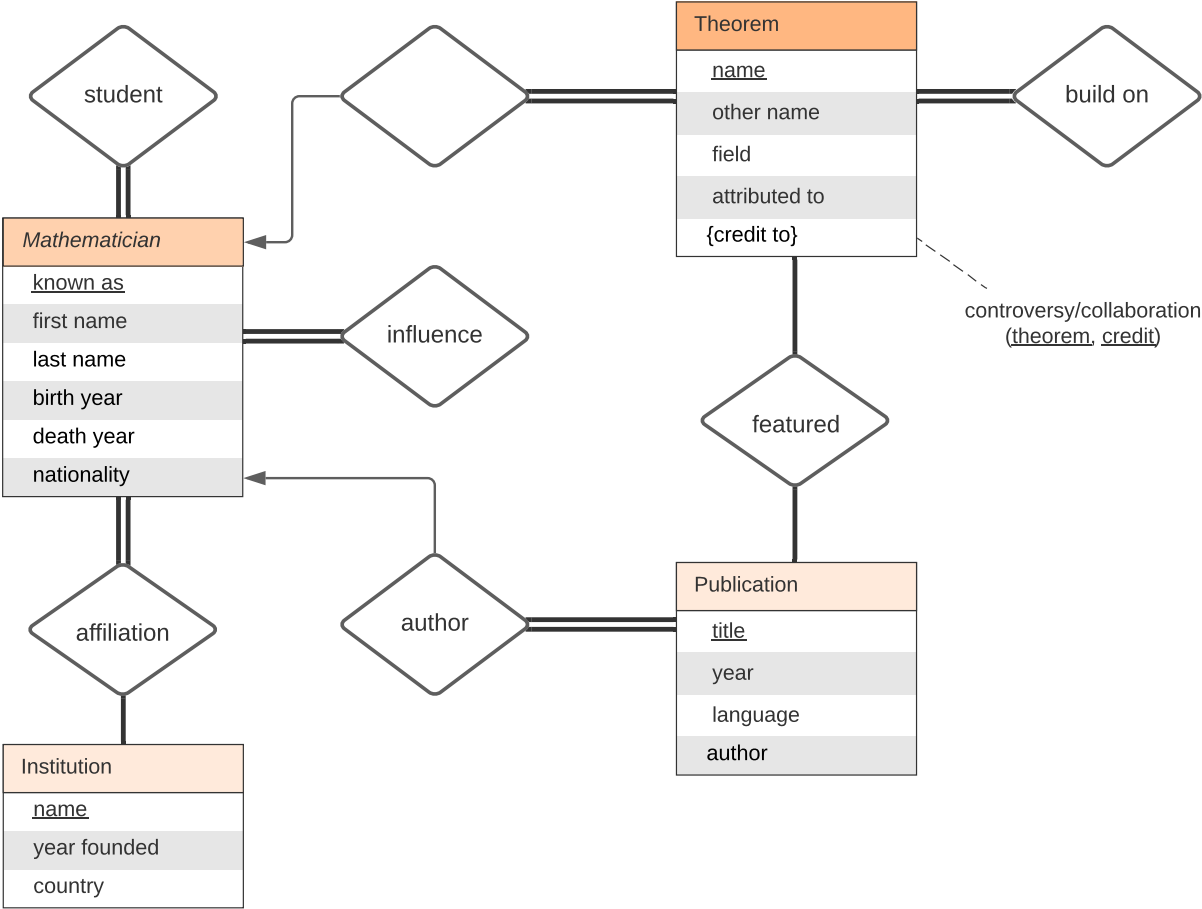 student
Theorem
name
other name
field
attributed to
{credit to}
build on
controversy/collaboration
(theorem, credit)
Mathematician
known as
first name
last name
birth year
death year
nationality
influence
featured
affiliation
author
Publication
title
year
language
author
Institution
name
year founded
country